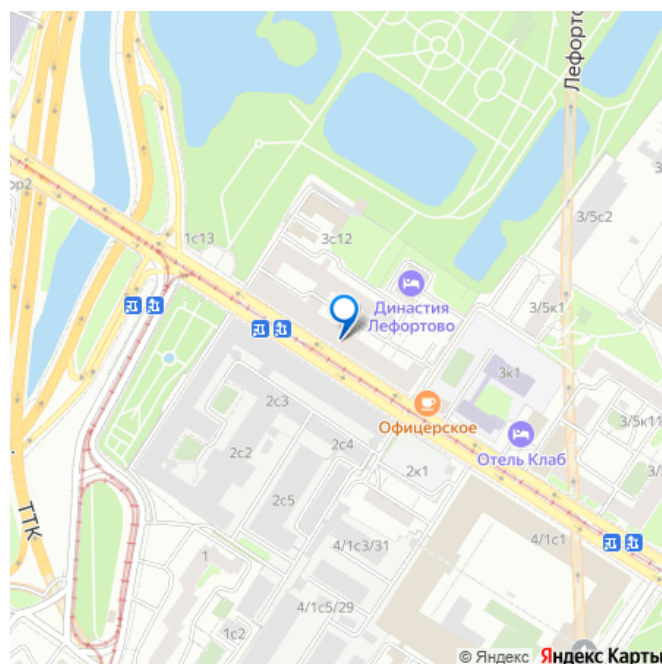 Лефорто
ор2
3/5с2
1с13
3с12
Династия
Лефортово
3/5к1
3к1
Офицерское
3/5к11
2с3
Отель Клаб
2с4
2с2
2к1
2с5
ТТК
4/1с3/31
4/1с1
1
4/1с5/29
1с2
© Яндекс Яндекс Карты